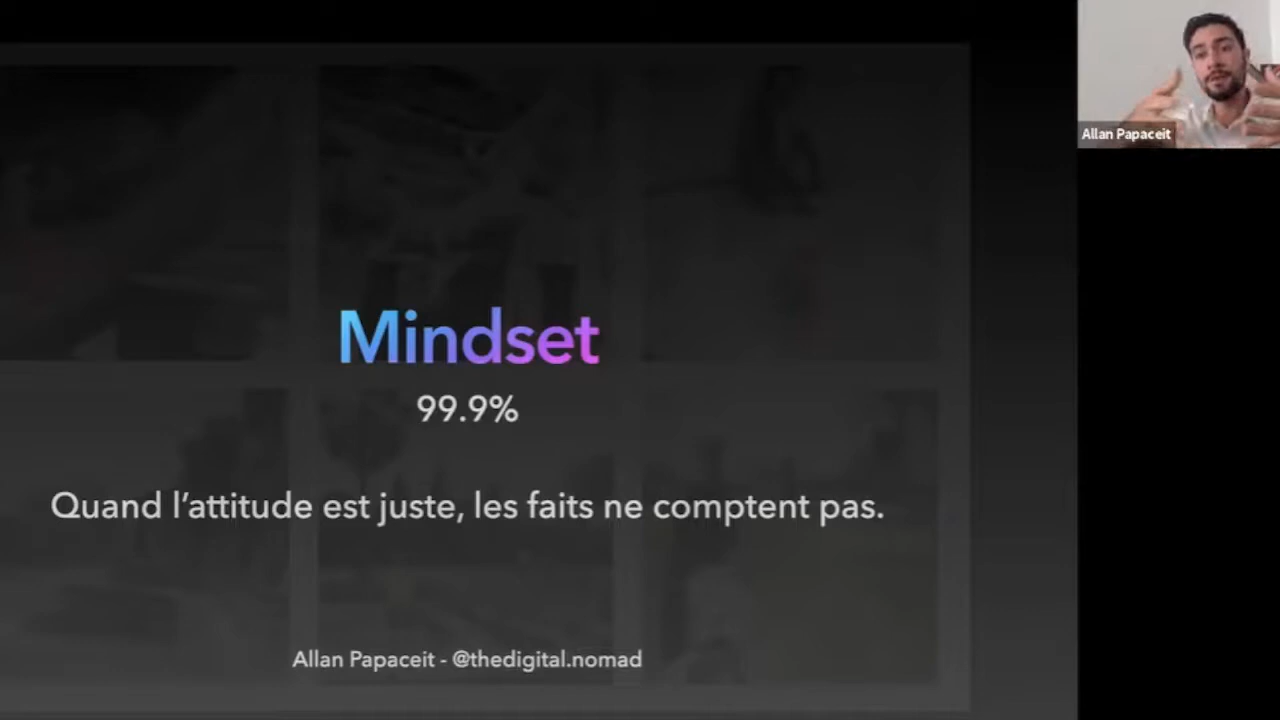 Allan Papaceit
Mindset
99.9%
Quand l’attitude est juste, les faits ne comptent pas.
Allan Papaceit - @thedigital.nomad